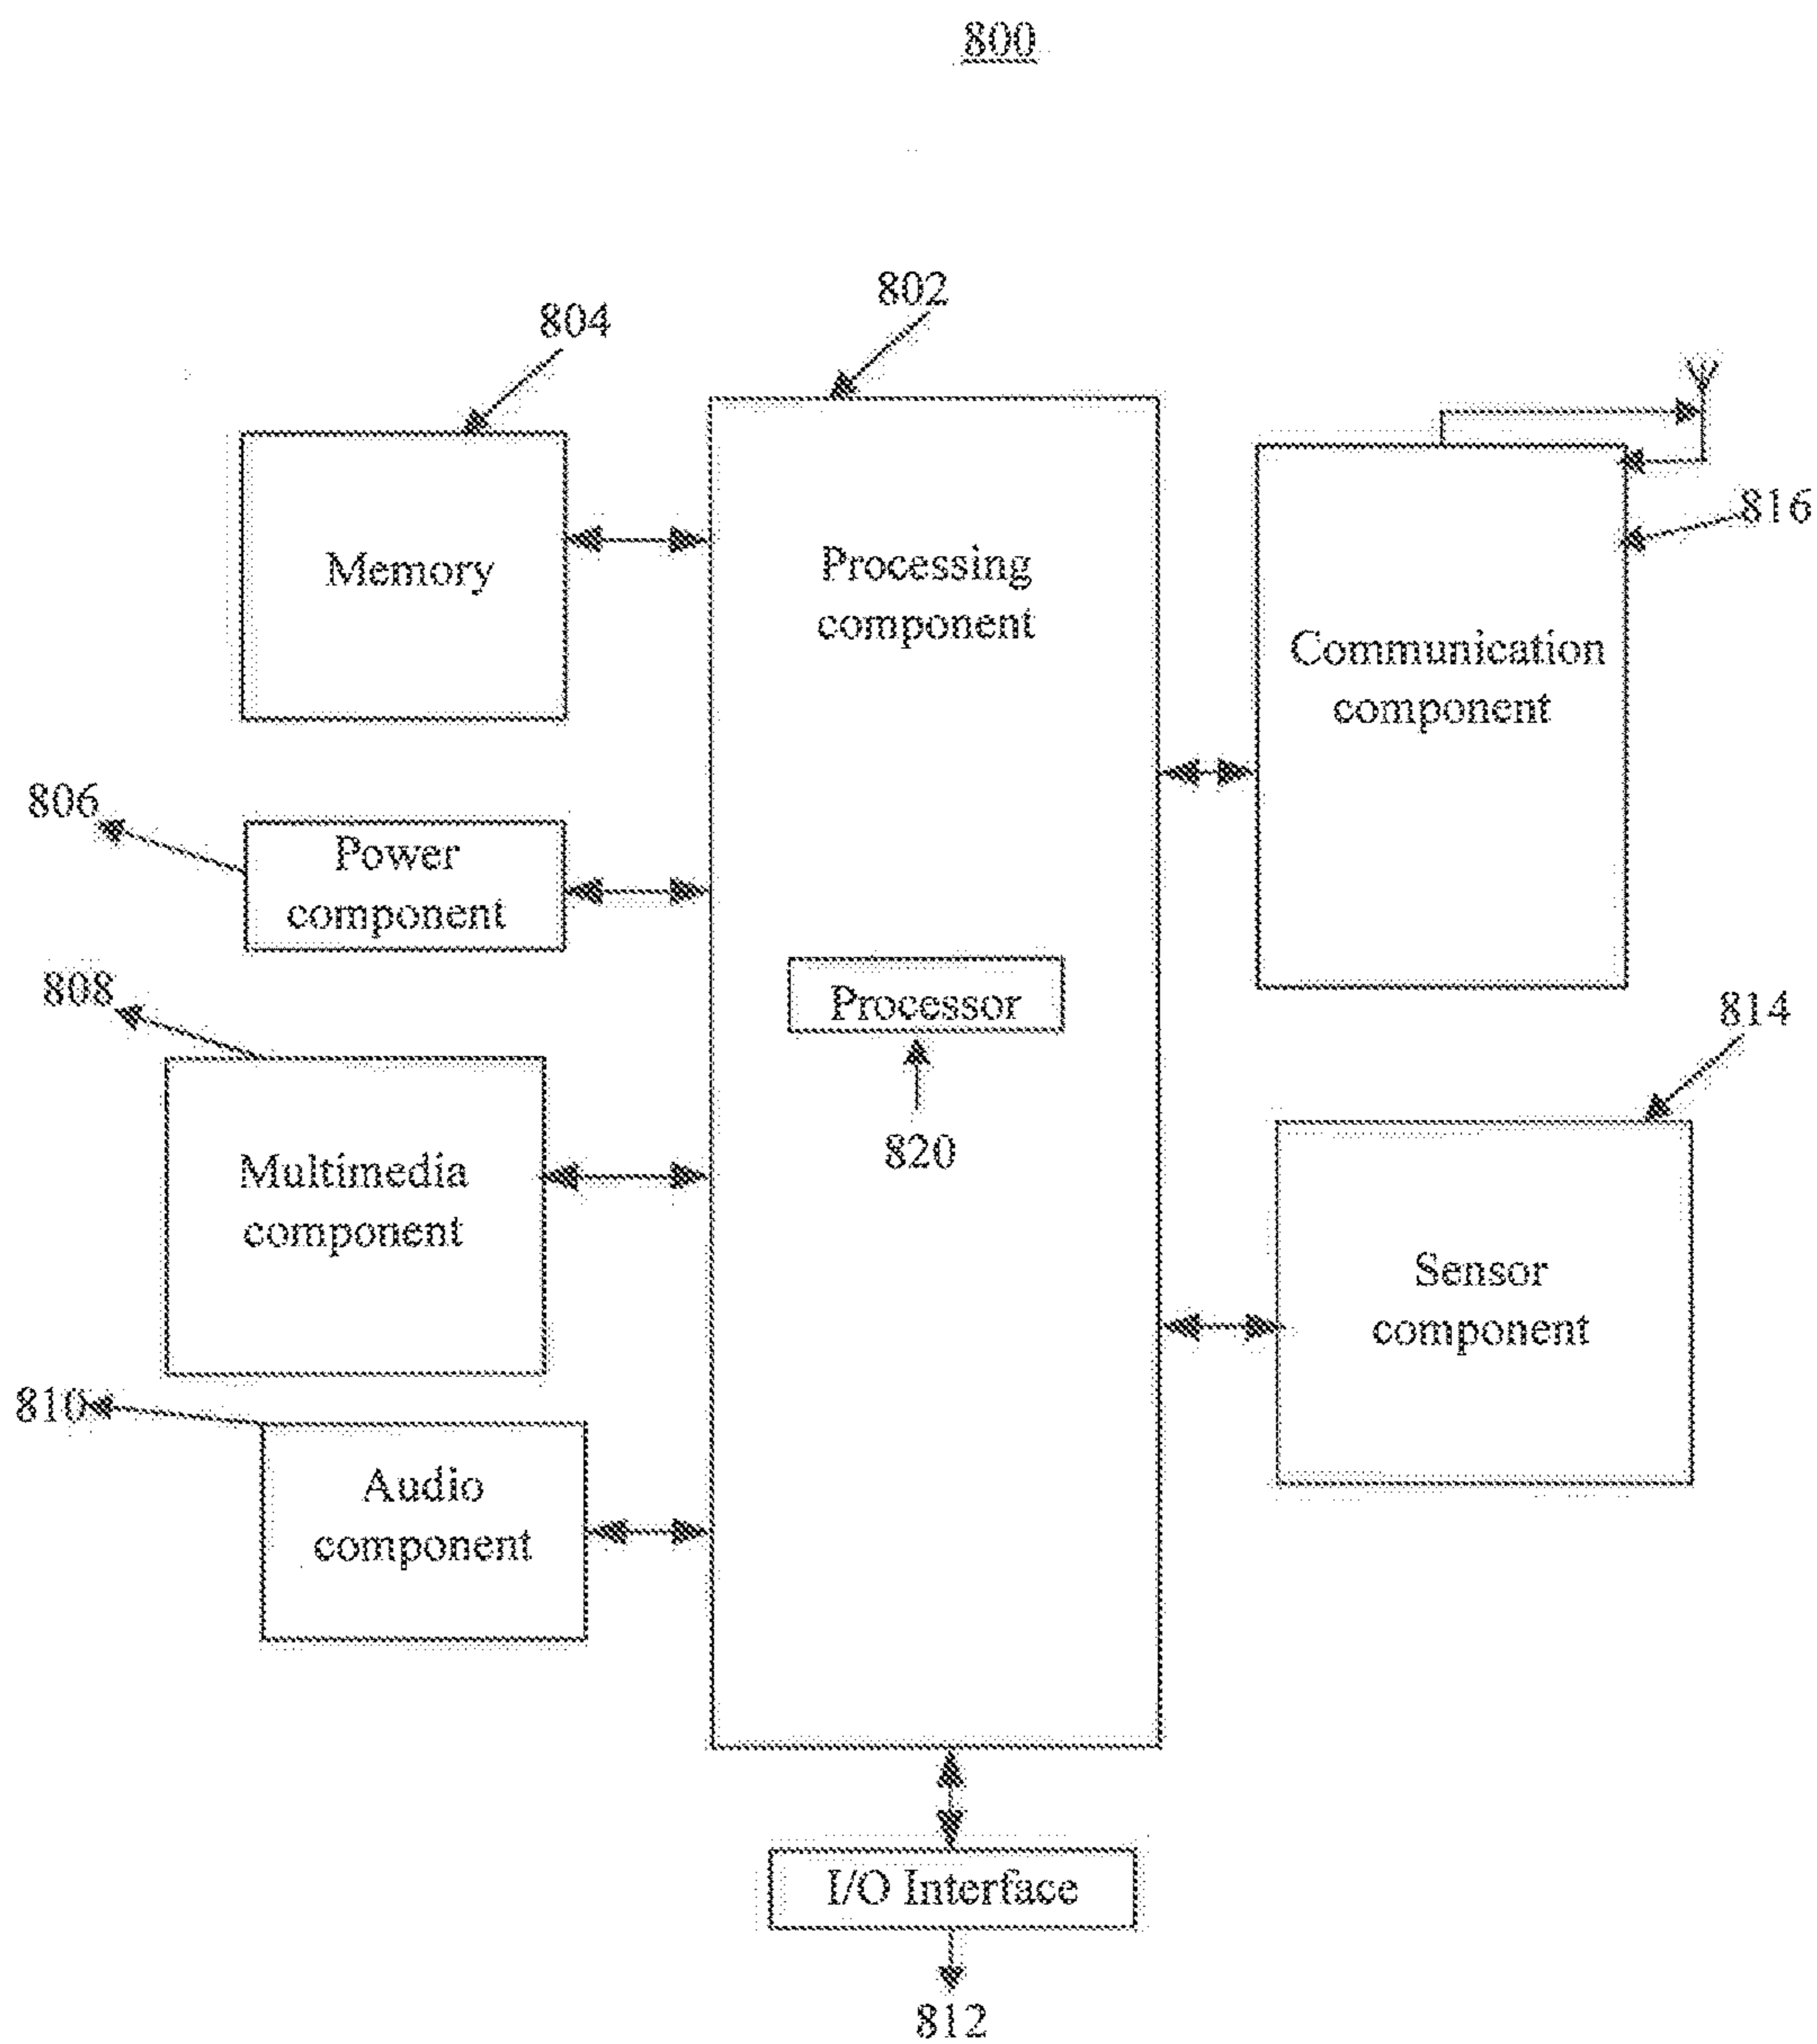 800
802
804
Memory
Processing
component
816
Communication
component
806
Power
component
808
Processor
820
814
Multimedia
component
Sensor
component
810
Audio
component
I/O Interface
812